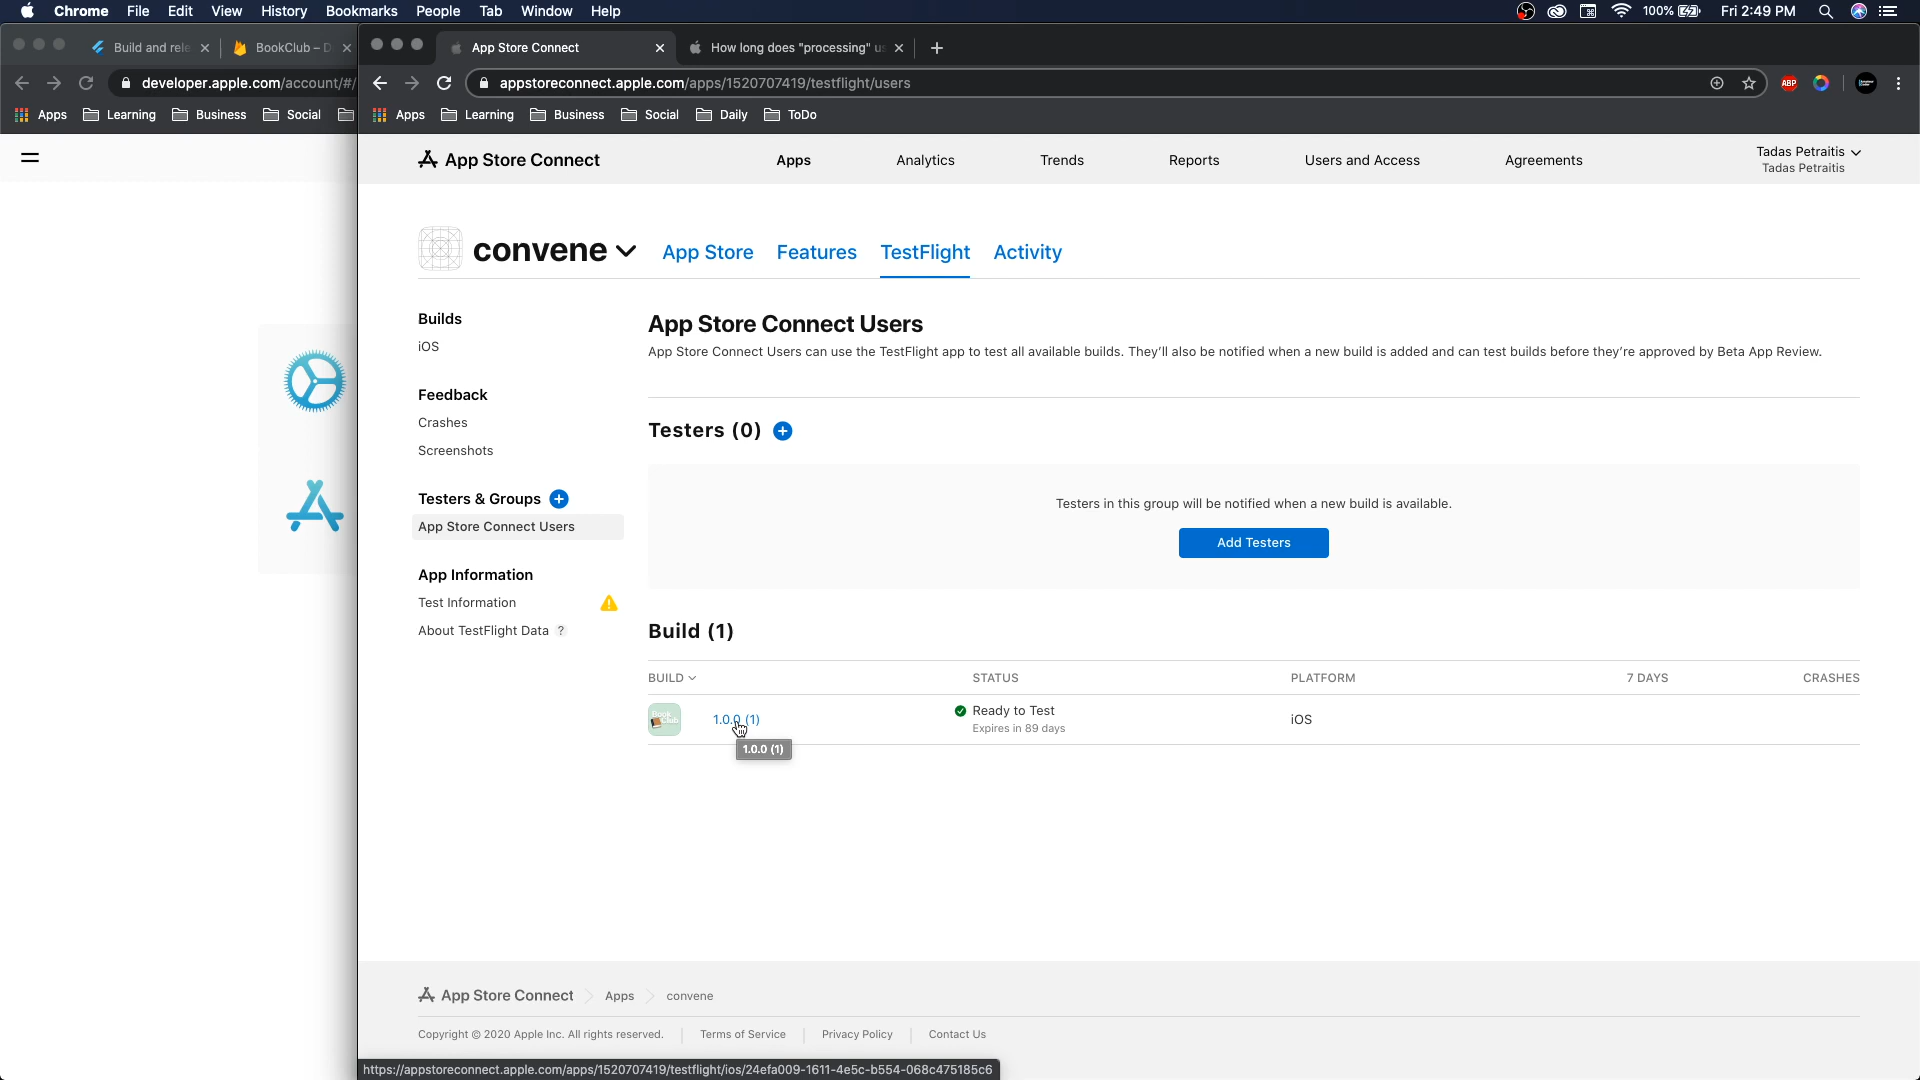 Chrome File Edit View History Bookmarks People Tab Window Help
100% Fri 2:49 PM
Build and rele
BookClub – D
App Store Connect
How long does "processing" us
developer.apple.com/account/#/
appstoreconnect.apple.com/apps/1520707419/testflight/users
ABP
Apps Learning Business Social
Apps Learning Business Social Daily ToDo
App Store Connect
Apps Analytics Trends Reports Users and Access Agreements
Tadas Petraitis
Tadas Petraitis
convene
App Store Features TestFlight Activity
Builds
iOS
Feedback
Crashes
Screenshots
Testers & Groups
App Store Connect Users
App Information
Test Information
About TestFlight Data ?
App Store Connect Users
App Store Connect Users can use the TestFlight app to test all available builds. They'll also be notified when a new build is added and can test builds before they're approved by Beta App Review.
Testers (0)
Testers in this group will be notified when a new build is available.
Add Testers
Build (1)
BUILD STATUS PLATFORM 7 DAYS CRASHES
Book Club
1.0.0 (1)
Ready to Test
Expires in 89 days
iOS
1.0.0 (1)
App Store Connect Apps convene
Copyright © 2020 Apple Inc. All rights reserved. Terms of Service Privacy Policy Contact Us
https://appstoreconnect.apple.com/apps/1520707419/testflight/ios/24efa009-1611-4e5c-b554-068c475185c6